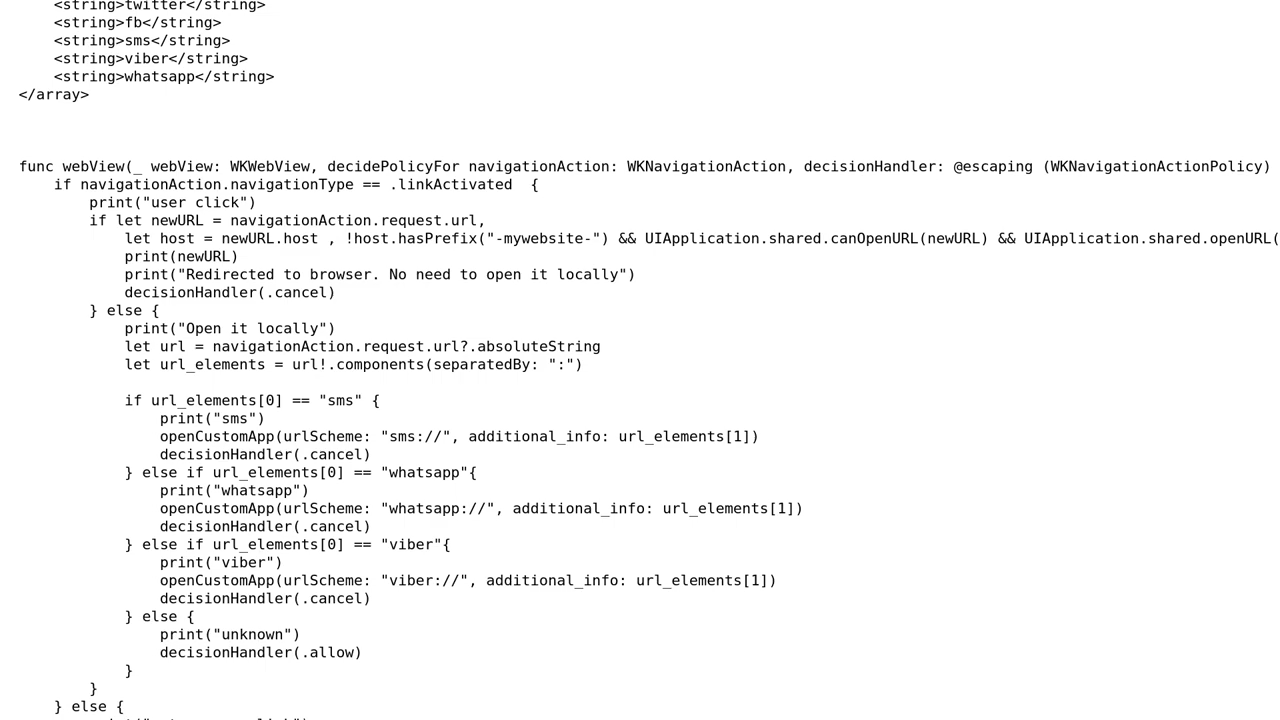 <string>twitter</string>
    <string>fb</string>
    <string>sms</string>
    <string>viber</string>
    <string>whatsapp</string>
</array>
func webView(_ webView: WKWebView, decidePolicyFor navigationAction: WKNavigationAction, decisionHandler: @escaping (WKNavigationActionPolicy)
    if navigationAction.navigationType == .linkActivated  {
        print("user click")
        if let newURL = navigationAction.request.url,
            let host = newURL.host , !host.hasPrefix("-mywebsite-") && UIApplication.shared.canOpenURL(newURL) && UIApplication.shared.openURL(
            print(newURL)
            print("Redirected to browser. No need to open it locally")
            decisionHandler(.cancel)
        } else {
            print("Open it locally")
            let url = navigationAction.request.url?.absoluteString
            let url_elements = url!.components(separatedBy: ":")
            if url_elements[0] == "sms" {
                print("sms")
                openCustomApp(urlScheme: "sms://", additional_info: url_elements[1])
                decisionHandler(.cancel)
            } else if url_elements[0] == "whatsapp"{
                print("whatsapp")
                openCustomApp(urlScheme: "whatsapp://", additional_info: url_elements[1])
                decisionHandler(.cancel)
            } else if url_elements[0] == "viber"{
                print("viber")
                openCustomApp(urlScheme: "viber://", additional_info: url_elements[1])
                decisionHandler(.cancel)
            } else {
                print("unknown")
                decisionHandler(.allow)
            }
        }
    } else {